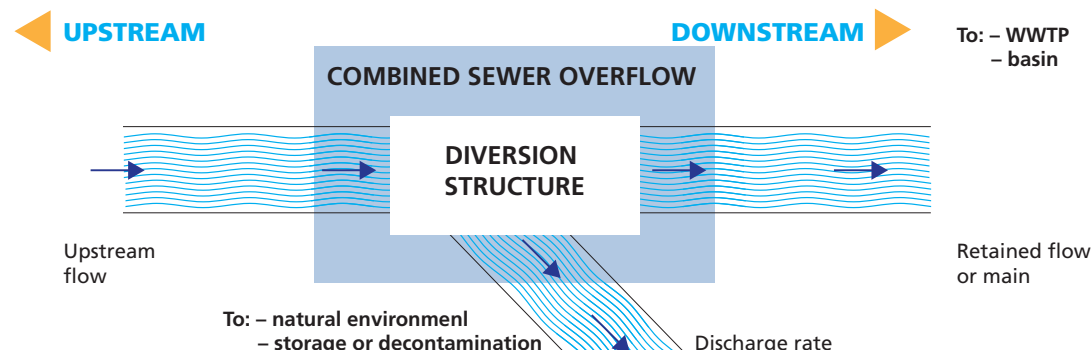 UPSTREAM
DOWNSTREAM
To: – WWTP
– basin
COMBINED SEWER OVERFLOW
DIVERSION
STRUCTURE
Upstream
flow
Retained flow
or main
To: – natural environmenl
– storage or decontamination
Discharge rate